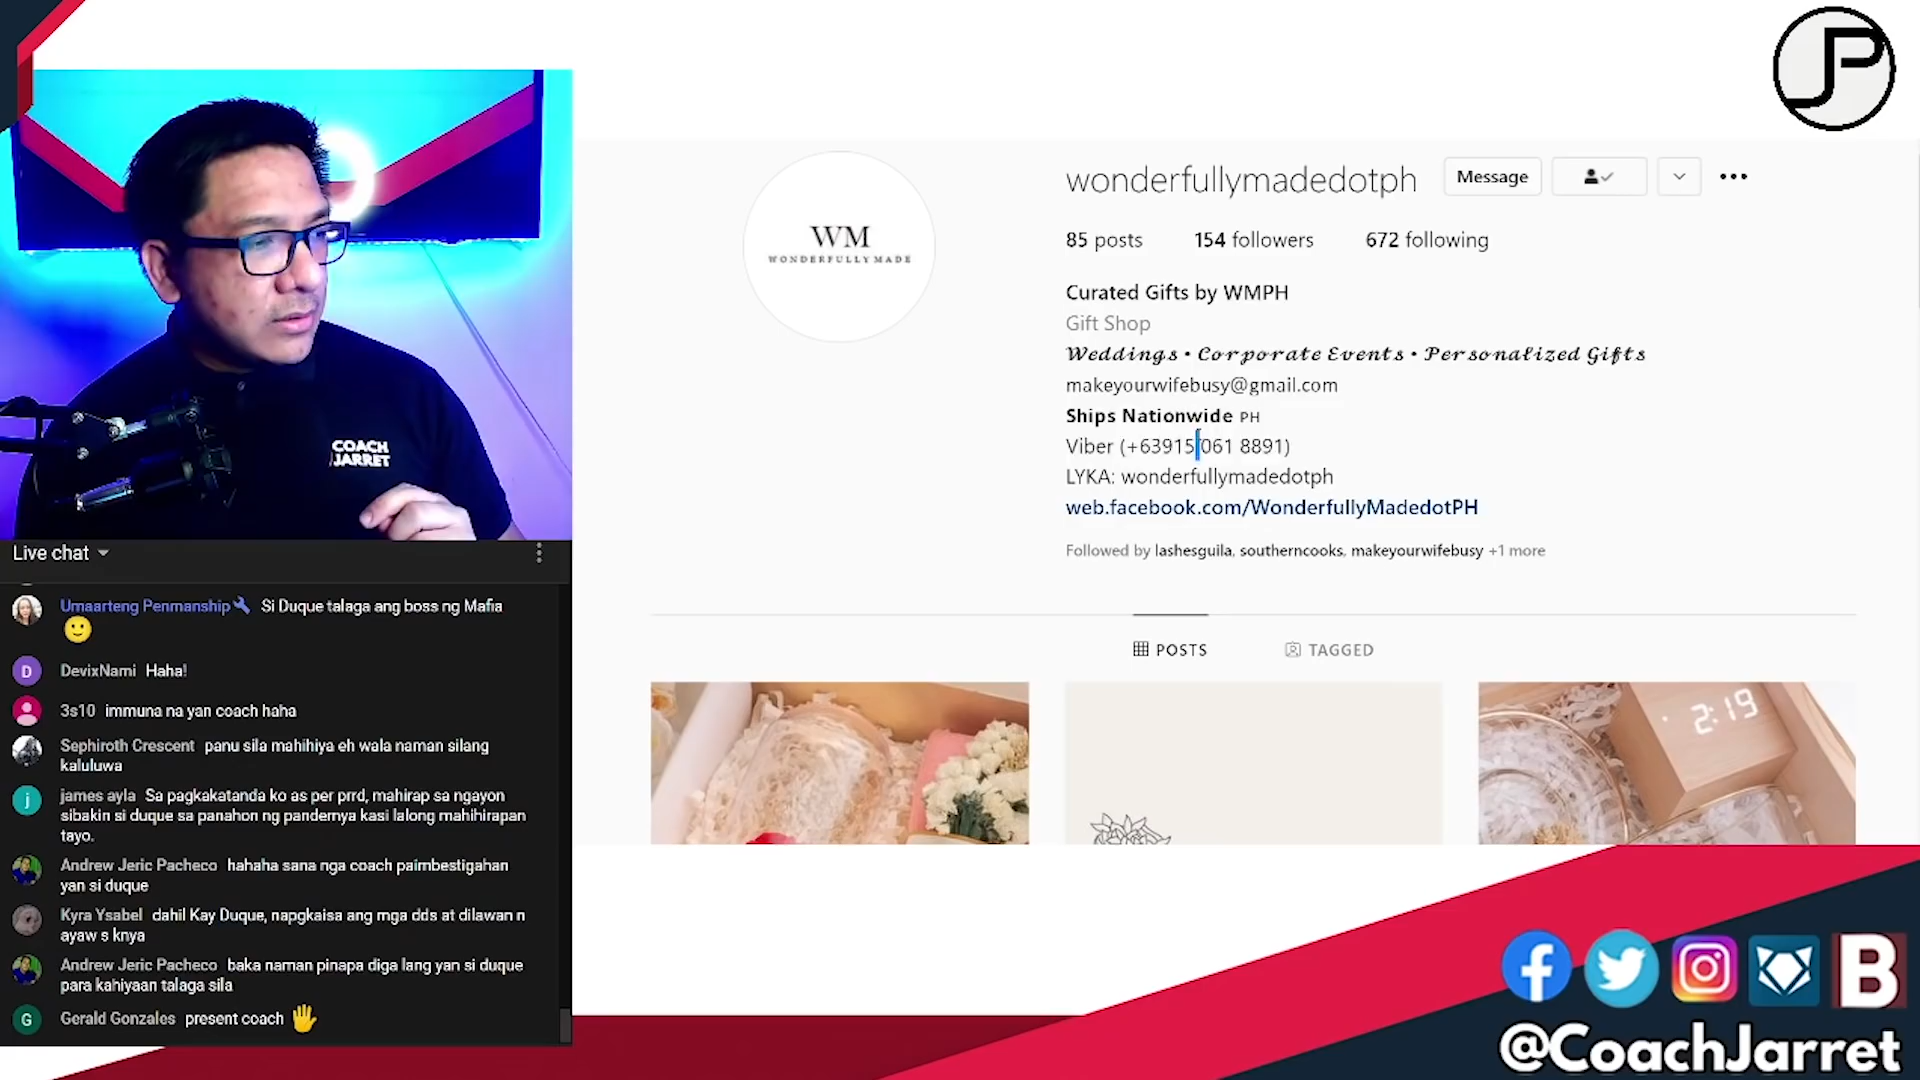 JP
COACH
JARRET
Live chat
Umaarteng Penmanship Si Duque talaga ang boss ng Mafia
D DevixNami Haha!
3s10 immuna na yan coach haha
Sephiroth Crescent panu sila mahihiya eh wala naman silang
kaluluwa
j james ayla Sa pagkakatanda ko as per prrd, mahirap sa ngayon
sibakin si duque sa panahon ng pandemya kasi lalong mahihirapan
tayo.
Andrew Jeric Pacheco hahaha sana nga coach paimbestigahan
yan si duque
Kyra Ysabel dahil Kay Duque, napgkaisa ang mga dds at dilawan n
ayaw s knya
Andrew Jeric Pacheco baka naman pinapa diga lang yan si duque
para kahiyaan talaga sila
G Gerald Gonzales present coach
WM
WONDERFULLY MADE
wonderfullymadedotph Message
85 posts 154 followers 672 following
Curated Gifts by WMPH
Gift Shop
Weddings • Corporate Events • Personalized Gifts
makeyourwifebusy@gmail.com
Ships Nationwide PH
Viber (+63915 061 8891)
LYKA: wonderfullymadedotph
web.facebook.com/WonderfullyMadedotPH
Followed by lashesguila, southerncooks, makeyourwifebusy +1 more
POSTS TAGGED
2:19
B
@CoachJarret